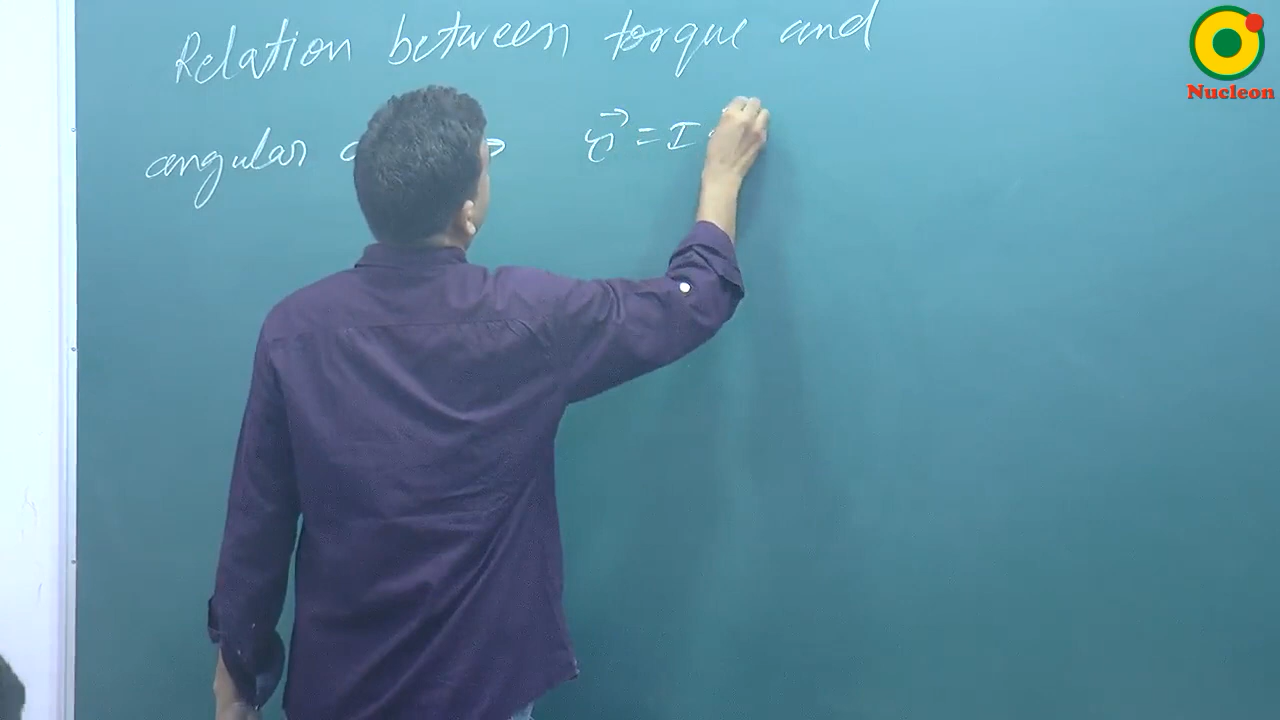 Relation between torque and
angular τ⃗ = I
Nucleon